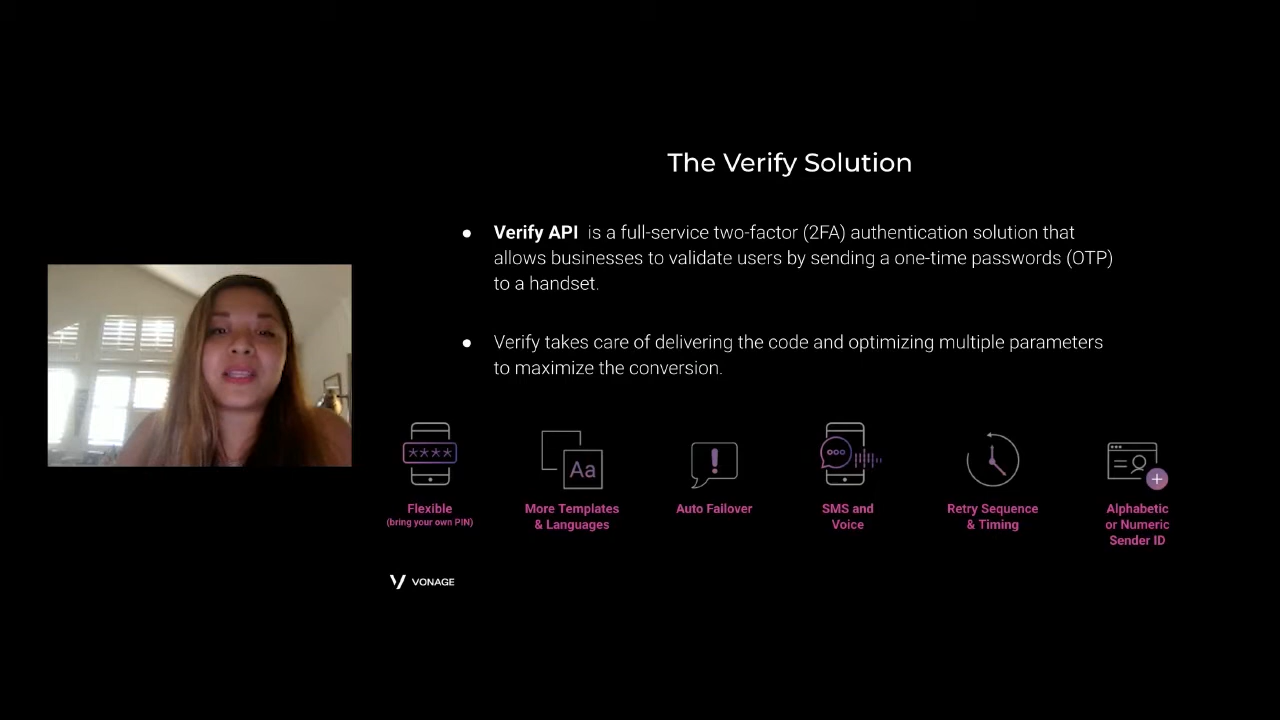 The Verify Solution
● Verify API is a full-service two-factor (2FA) authentication solution that
allows businesses to validate users by sending a one-time passwords (OTP)
to a handset.
● Verify takes care of delivering the code and optimizing multiple parameters
to maximize the conversion.
****
Aa
!
Flexible
(bring your own PIN)
More Templates
& Languages
Auto Failover
SMS and
Voice
Retry Sequence
& Timing
Alphabetic
or Numeric
Sender ID
VONAGE